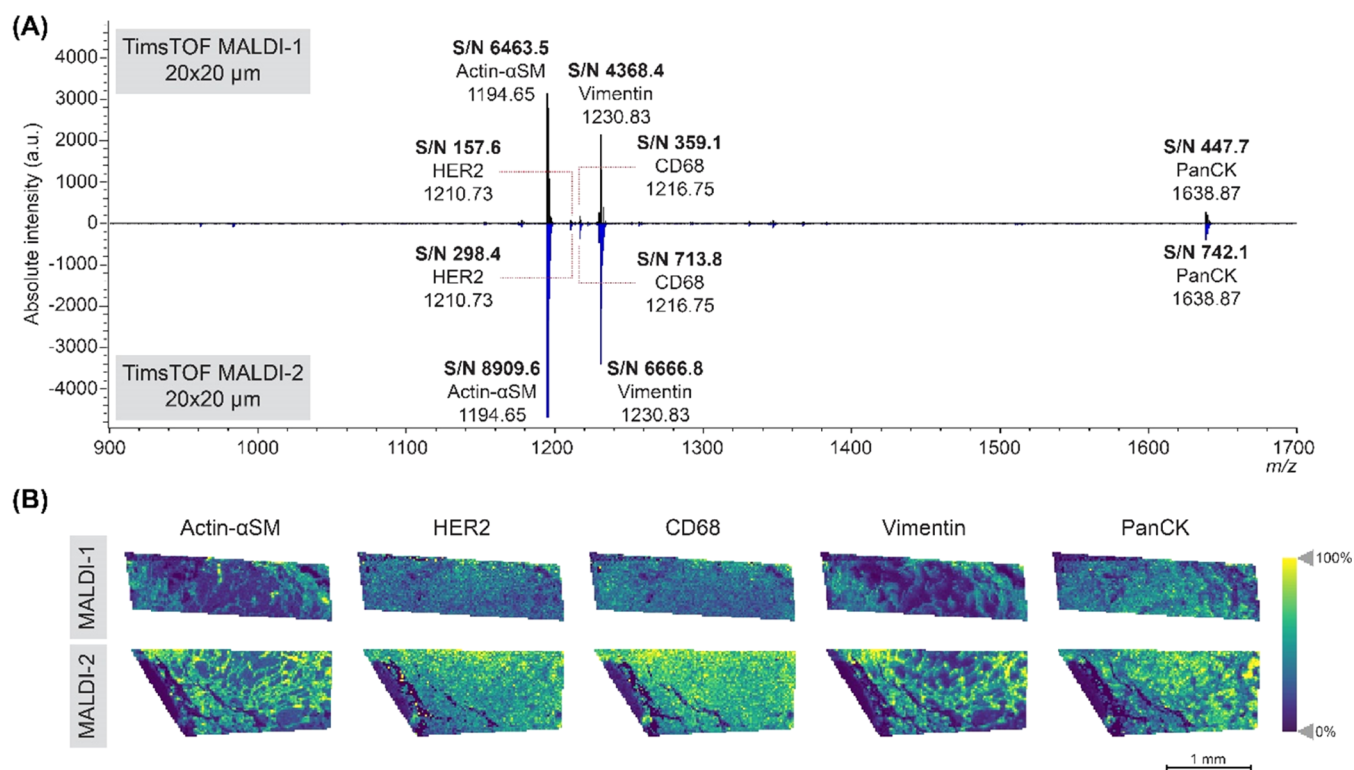 (A)
TimsTOF MALDI-1
20x20 µm
S/N 6463.5
Actin-αSM
1194.65
S/N 4368.4
Vimentin
1230.83
S/N 157.6
HER2
1210.73
S/N 359.1
CD68
1216.75
S/N 447.7
PanCK
1638.87
Absolute intensity (a.u.)
4000
3000
2000
1000
0
-1000
-2000
-3000
-4000
S/N 298.4
HER2
1210.73
S/N 713.8
CD68
1216.75
S/N 742.1
PanCK
1638.87
TimsTOF MALDI-2
20x20 µm
S/N 8909.6
Actin-αSM
1194.65
S/N 6666.8
Vimentin
1230.83
900 1000 1100 1200 1300 1400 1500 1600 1700
m/z
(B)
Actin-αSM HER2 CD68 Vimentin PanCK
MALDI-1
MALDI-2
100%
0%
1 mm